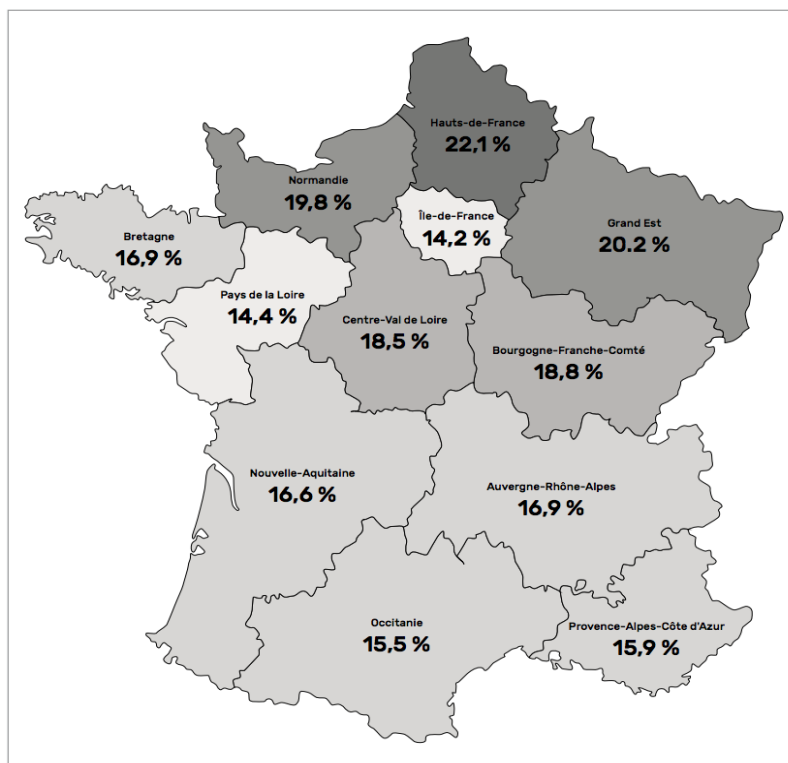 Hauts-de-France
22,1 %
Normandie
19,8 %
Île-de-France
14,2 %
Grand Est
20.2 %
Bretagne
16,9 %
Pays de la Loire
14,4 %
Centre-Val de Loire
18,5 %
Bourgogne-Franche-Comté
18,8 %
Nouvelle-Aquitaine
16,6 %
Auvergne-Rhône-Alpes
16,9 %
Occitanie
15,5 %
Provence-Alpes-Côte d'Azur
15,9 %